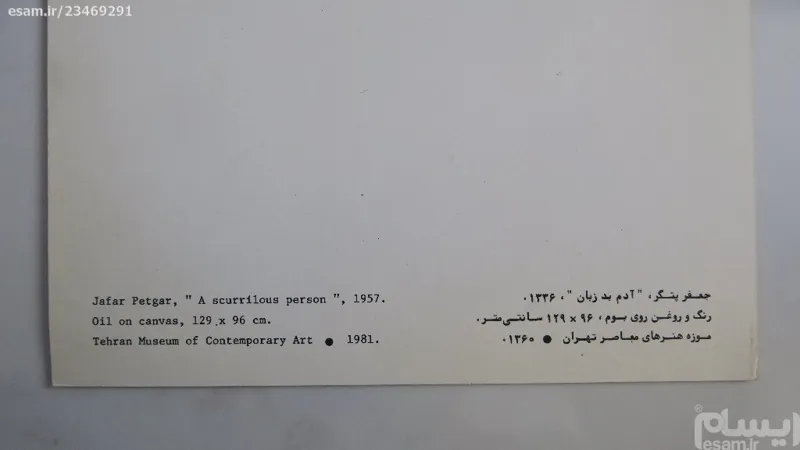 esam.ir/23469291
Jafar Petgar, " A scurrilous person ", 1957.
Oil on canvas, 129 x 96 cm.
Tehran Museum of Contemporary Art ● 1981.
جعفر پتگر، "آدم بد زبان"، ۱۳۳۶.
رنگ و روغن روی بوم، ۹۶ × ۱۲۹ سانتی‌متر.
موزه هنرهای معاصر تهران ● ۱۳۶۰.
ایسام
esam.ir